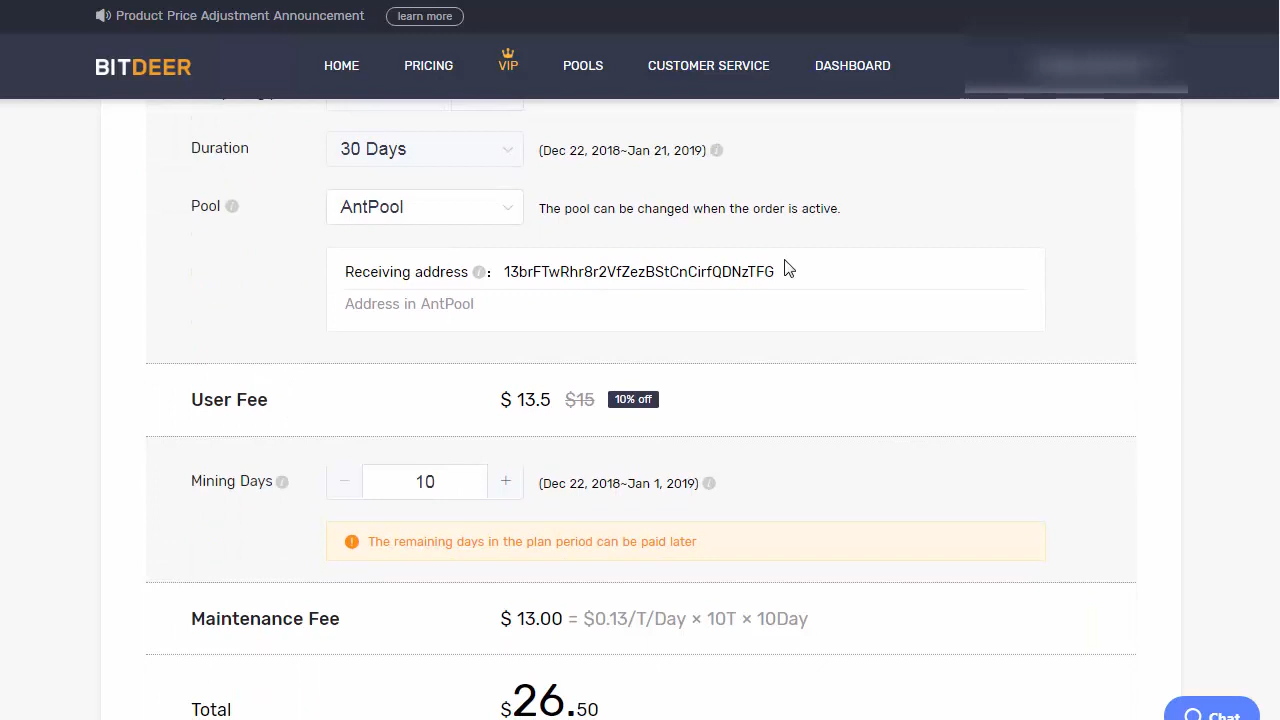 Product Price Adjustment Announcement learn more
BITDEER HOME PRICING VIP POOLS CUSTOMER SERVICE DASHBOARD
Duration 30 Days (Dec 22, 2018~Jan 21, 2019)
Pool AntPool The pool can be changed when the order is active.
Receiving address : 13brFTwRhr8r2VfZezBStCnCirfQDNzTFG
Address in AntPool
User Fee $ 13.5 $15 10% off
Mining Days − 10 + (Dec 22, 2018~Jan 1, 2019)
The remaining days in the plan period can be paid later
Maintenance Fee $ 13.00 = $0.13/T/Day × 10T × 10Day
Total $26.50
Chat